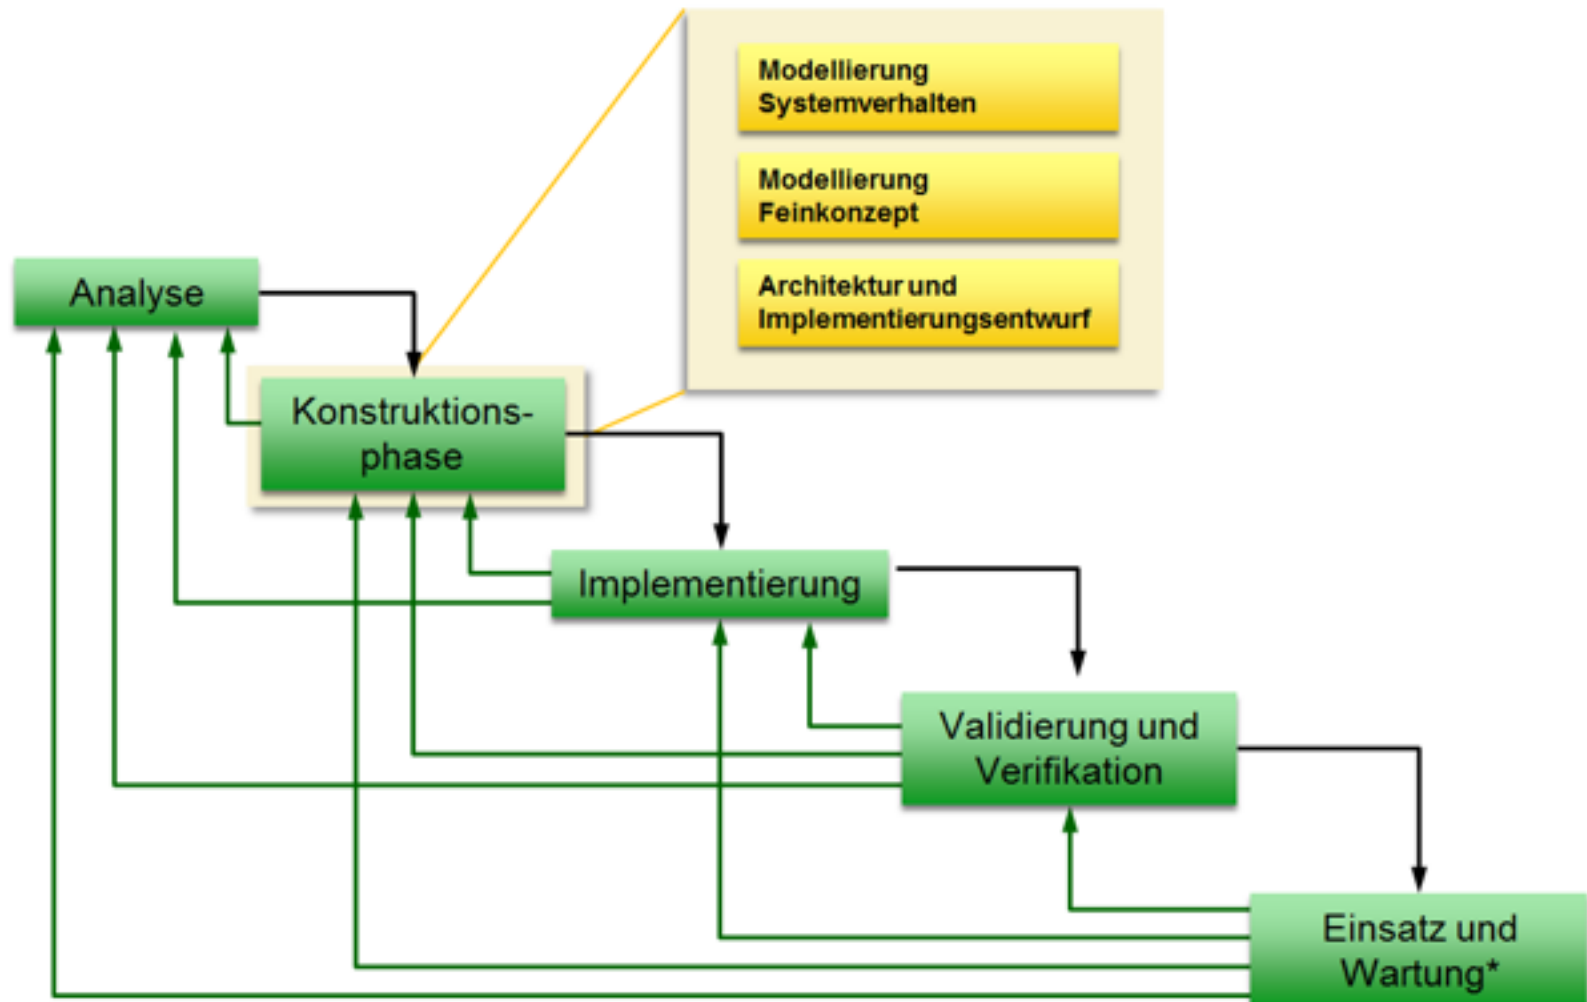 Modellierung
Systemverhalten
Modellierung
Feinkonzept
Architektur und
Implementierungsentwurf
Analyse
Konstruktions-
phase
Implementierung
Validierung und
Verifikation
Einsatz und
Wartung*